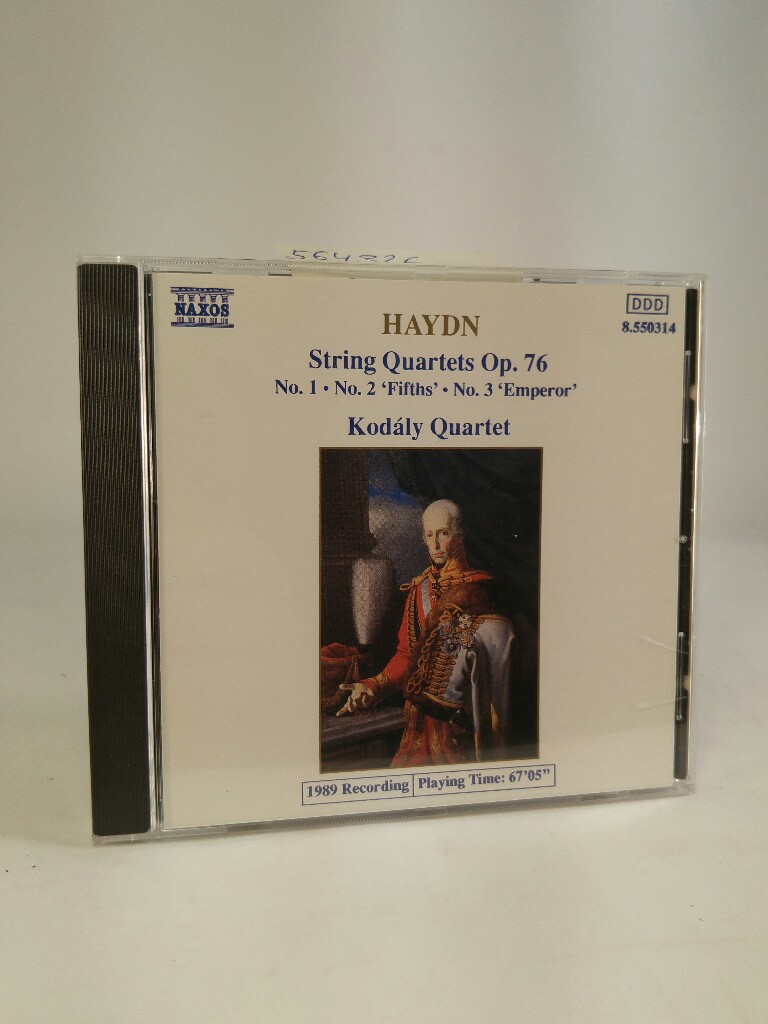 NAXOS
DDD
8.550314
HAYDN
String Quartets Op. 76
No. 1 • No. 2 ‘Fifths’ • No. 3 ‘Emperor’
Kodály Quartet
1989 Recording Playing Time: 67’05”